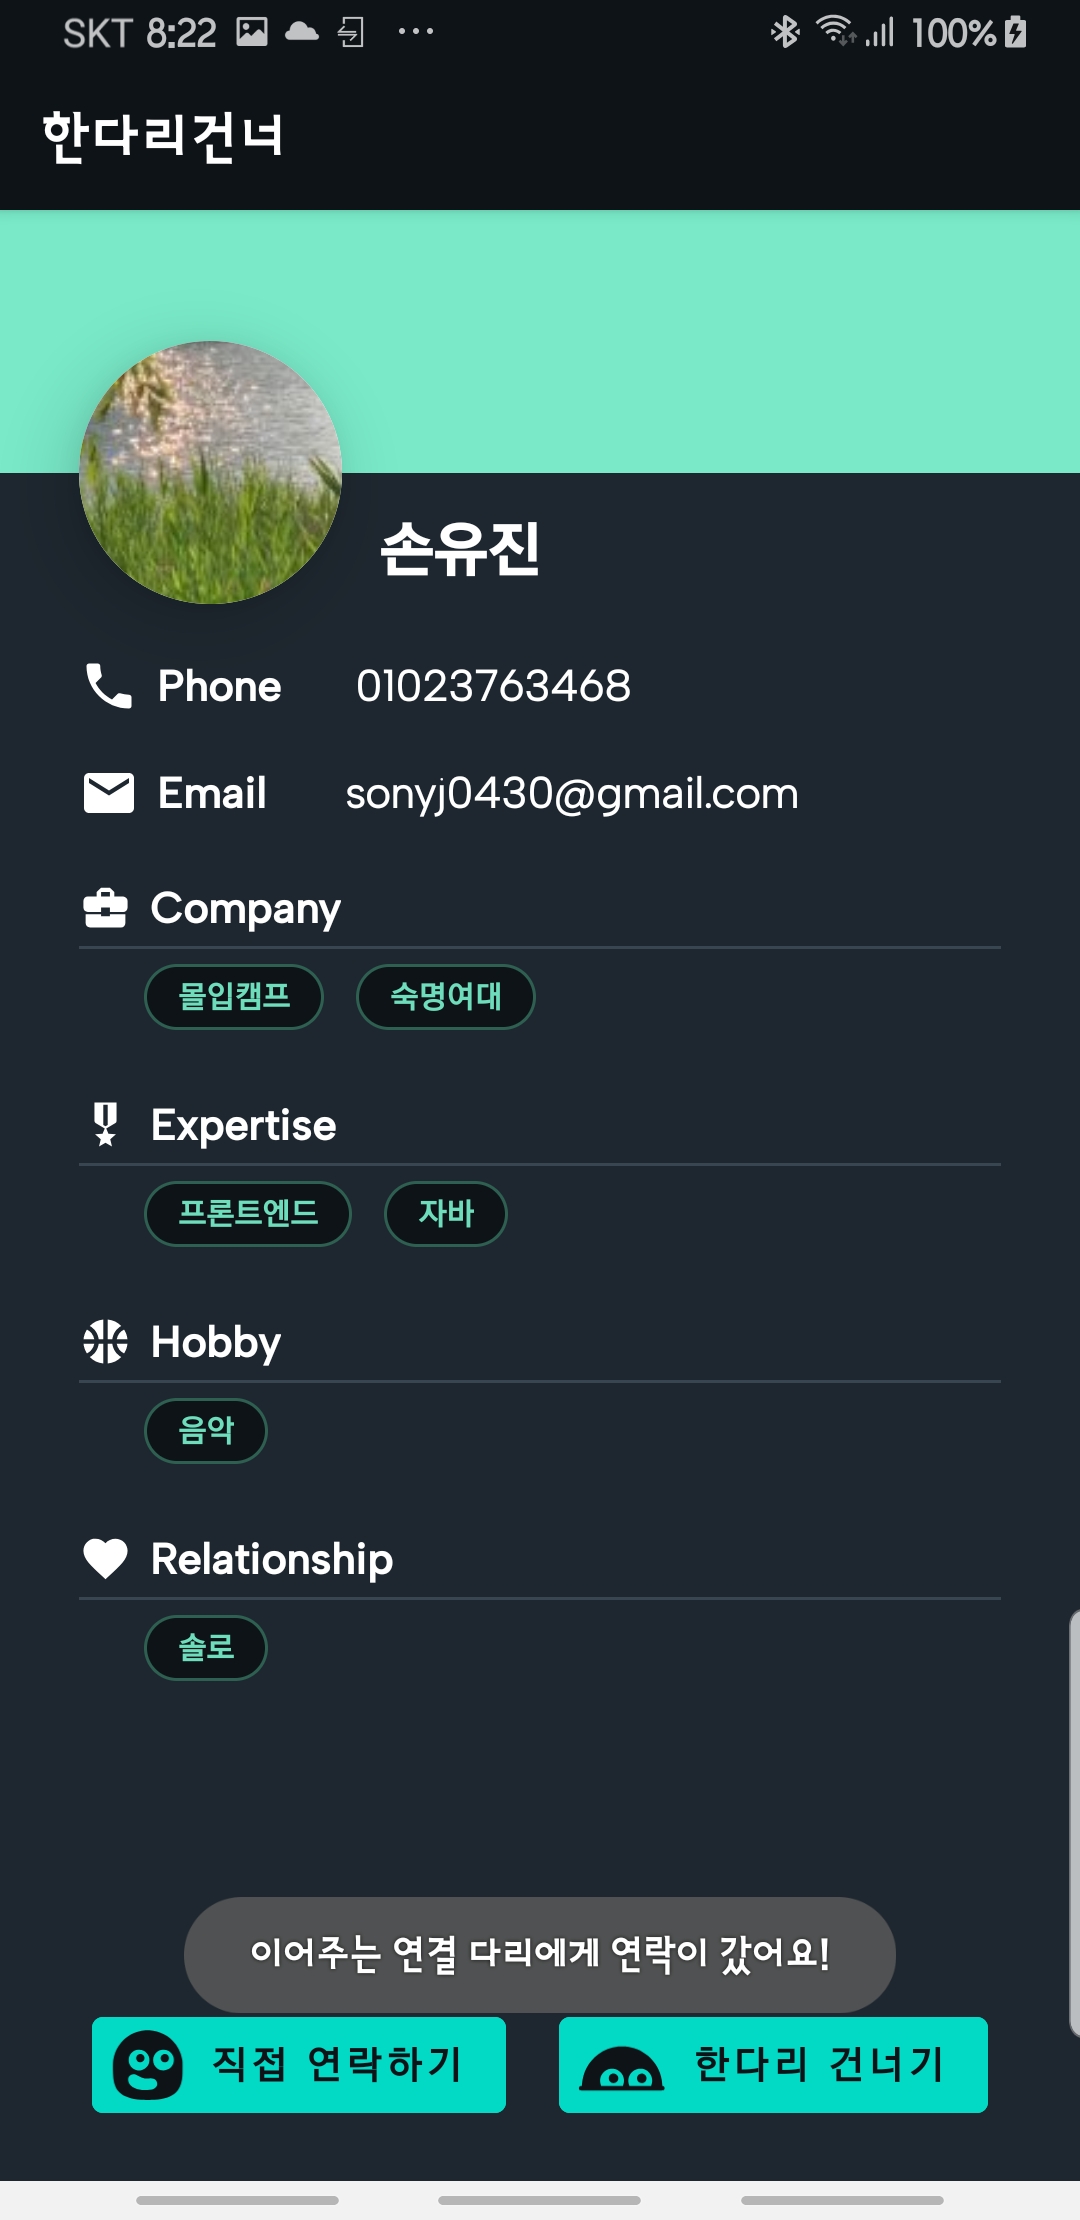 SKT 8:22 100%
한다리건너
손유진
Phone 01023763468
Email sonyj0430@gmail.com
Company
몰입캠프 숙명여대
Expertise
프론트엔드 자바
Hobby
음악
Relationship
솔로
이어주는 연결 다리에게 연락이 갔어요!
직접 연락하기 한다리 건너기